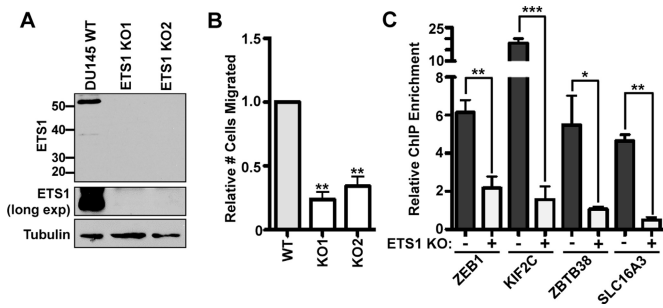 A
DU145 WT
ETS1 KO1
ETS1 KO2
ETS1
50
30
20
ETS1
(long exp)
Tubulin
B
Relative # Cells Migrated
1.5
1.0
0.5
0.0
**
**
WT
KO1
KO2
C
Relative ChIP Enrichment
20
15
10
8
6
4
2
0
**
***
*
**
ETS1 KO:
- + - + - + - +
ZEB1
KIF2C
ZBTB38
SLC16A3